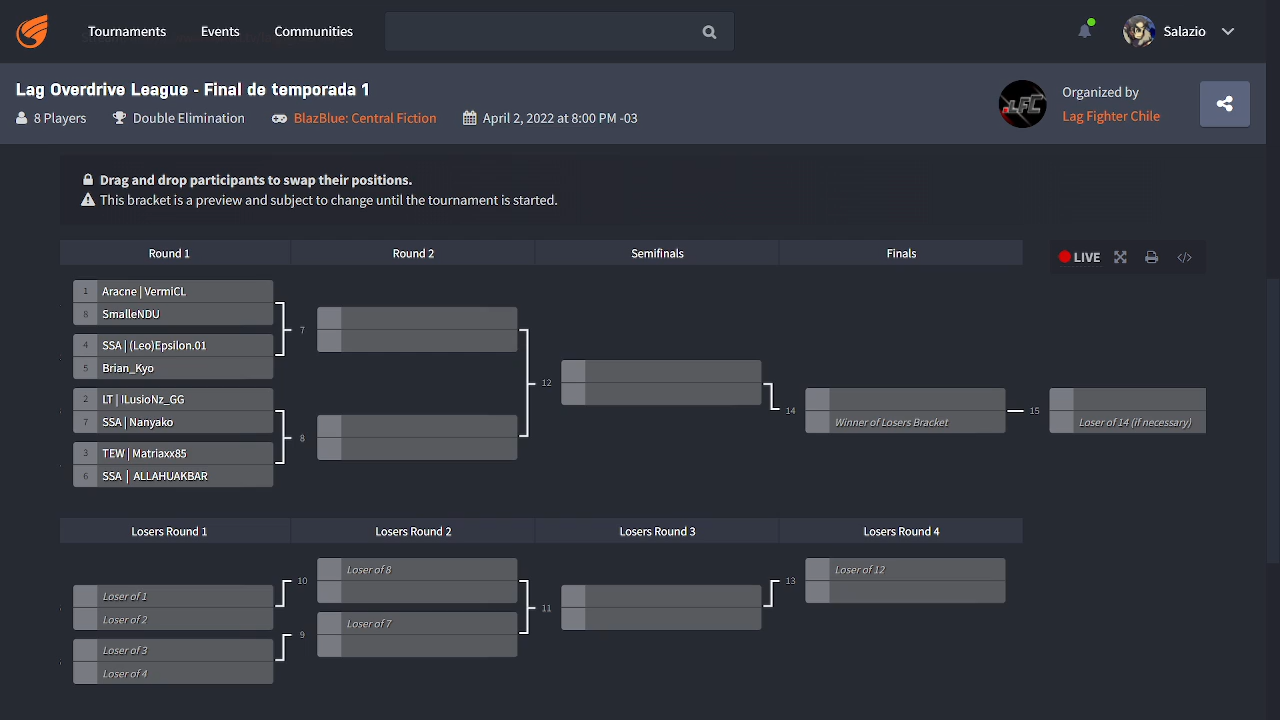 Tournaments Events Communities Salazio
Lag Overdrive League - Final de temporada 1
8 Players Double Elimination BlazBlue: Central Fiction April 2, 2022 at 8:00 PM -03
.LFC
Organized by
Lag Fighter Chile
Drag and drop participants to swap their positions.
This bracket is a preview and subject to change until the tournament is started.
Round 1 Round 2 Semifinals Finals
LIVE </>
1 Aracne | VermiCL
8 SmalleNDU
4 SSA | (Leo)Epsilon.01
5 Brian_Kyo
2 LT | ILusioNz_GG
7 SSA | Nanyako
3 TEW | Matriaxx85
6 SSA | ALLAHUAKBAR
7
8
12
14
Winner of Losers Bracket
15
Loser of 14 (if necessary)
Losers Round 1 Losers Round 2 Losers Round 3 Losers Round 4
Loser of 1
Loser of 2
Loser of 3
Loser of 4
10
9
Loser of 8
Loser of 7
11
13
Loser of 12